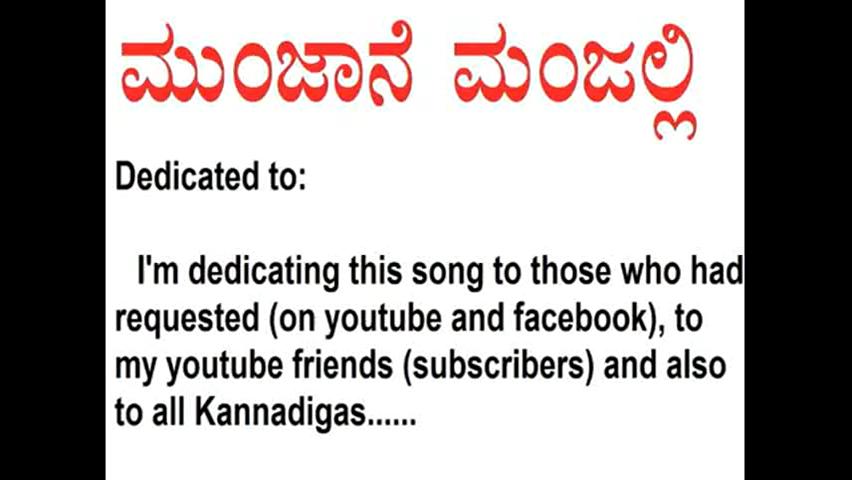 ಮುಂಜಾನೆ ಮಂಜಲ್ಲಿ
Dedicated to:
I'm dedicating this song to those who had
requested (on youtube and facebook), to
my youtube friends (subscribers) and also
to all Kannadigas......